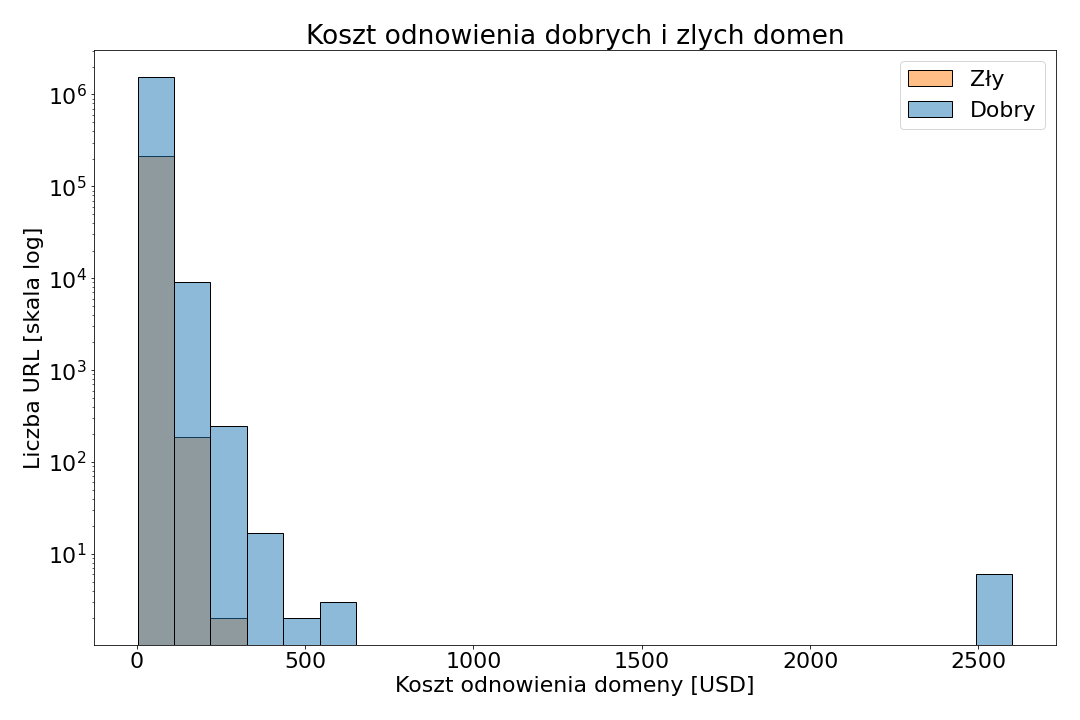 Koszt odnowienia dobrych i zlych domen
Zły
Dobry
Liczba URL [skala log]
10^6
10^5
10^4
10^3
10^2
10^1
0 500 1000 1500 2000 2500
Koszt odnowienia domeny [USD]